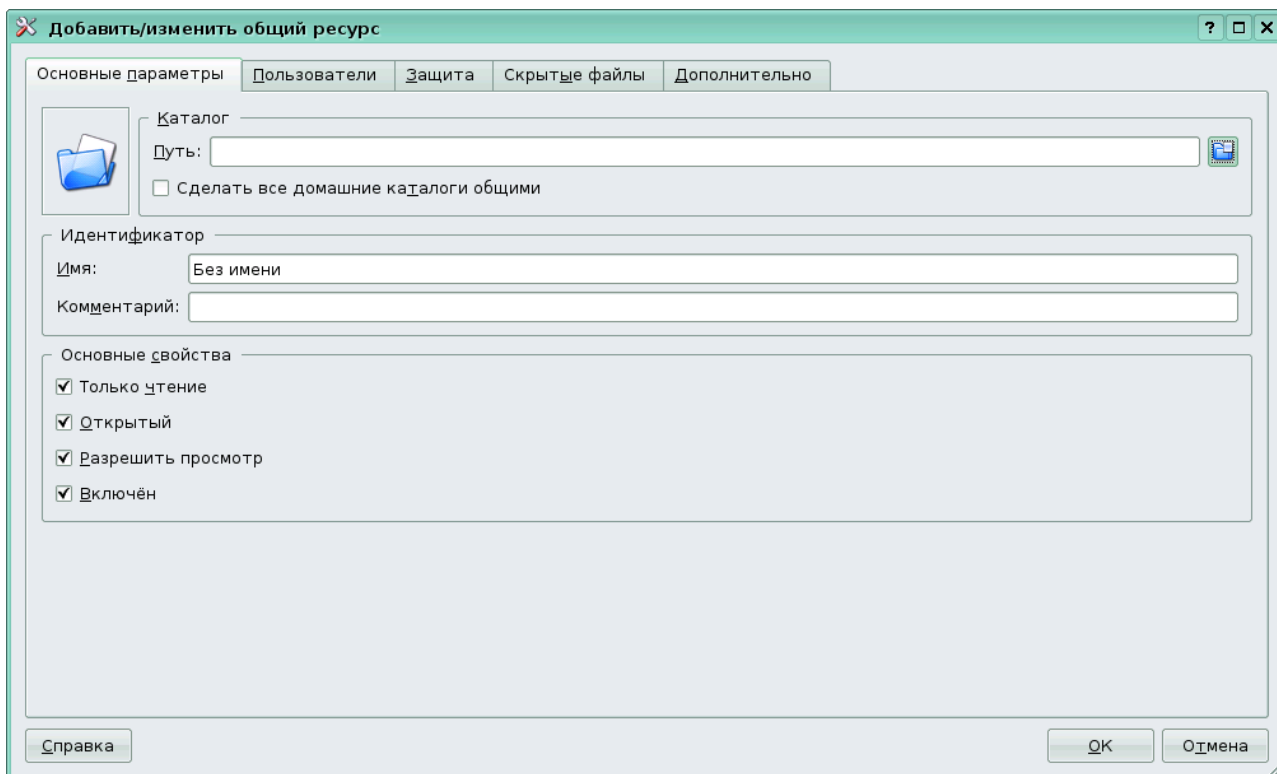 Добавить/изменить общий ресурс
Основные параметры Пользователи Защита Скрытые файлы Дополнительно
Каталог
Путь:
Сделать все домашние каталоги общими
Идентификатор
Имя: Без имени
Комментарий:
Основные свойства
Только чтение
Открытый
Разрешить просмотр
Включён
Справка OK Отмена